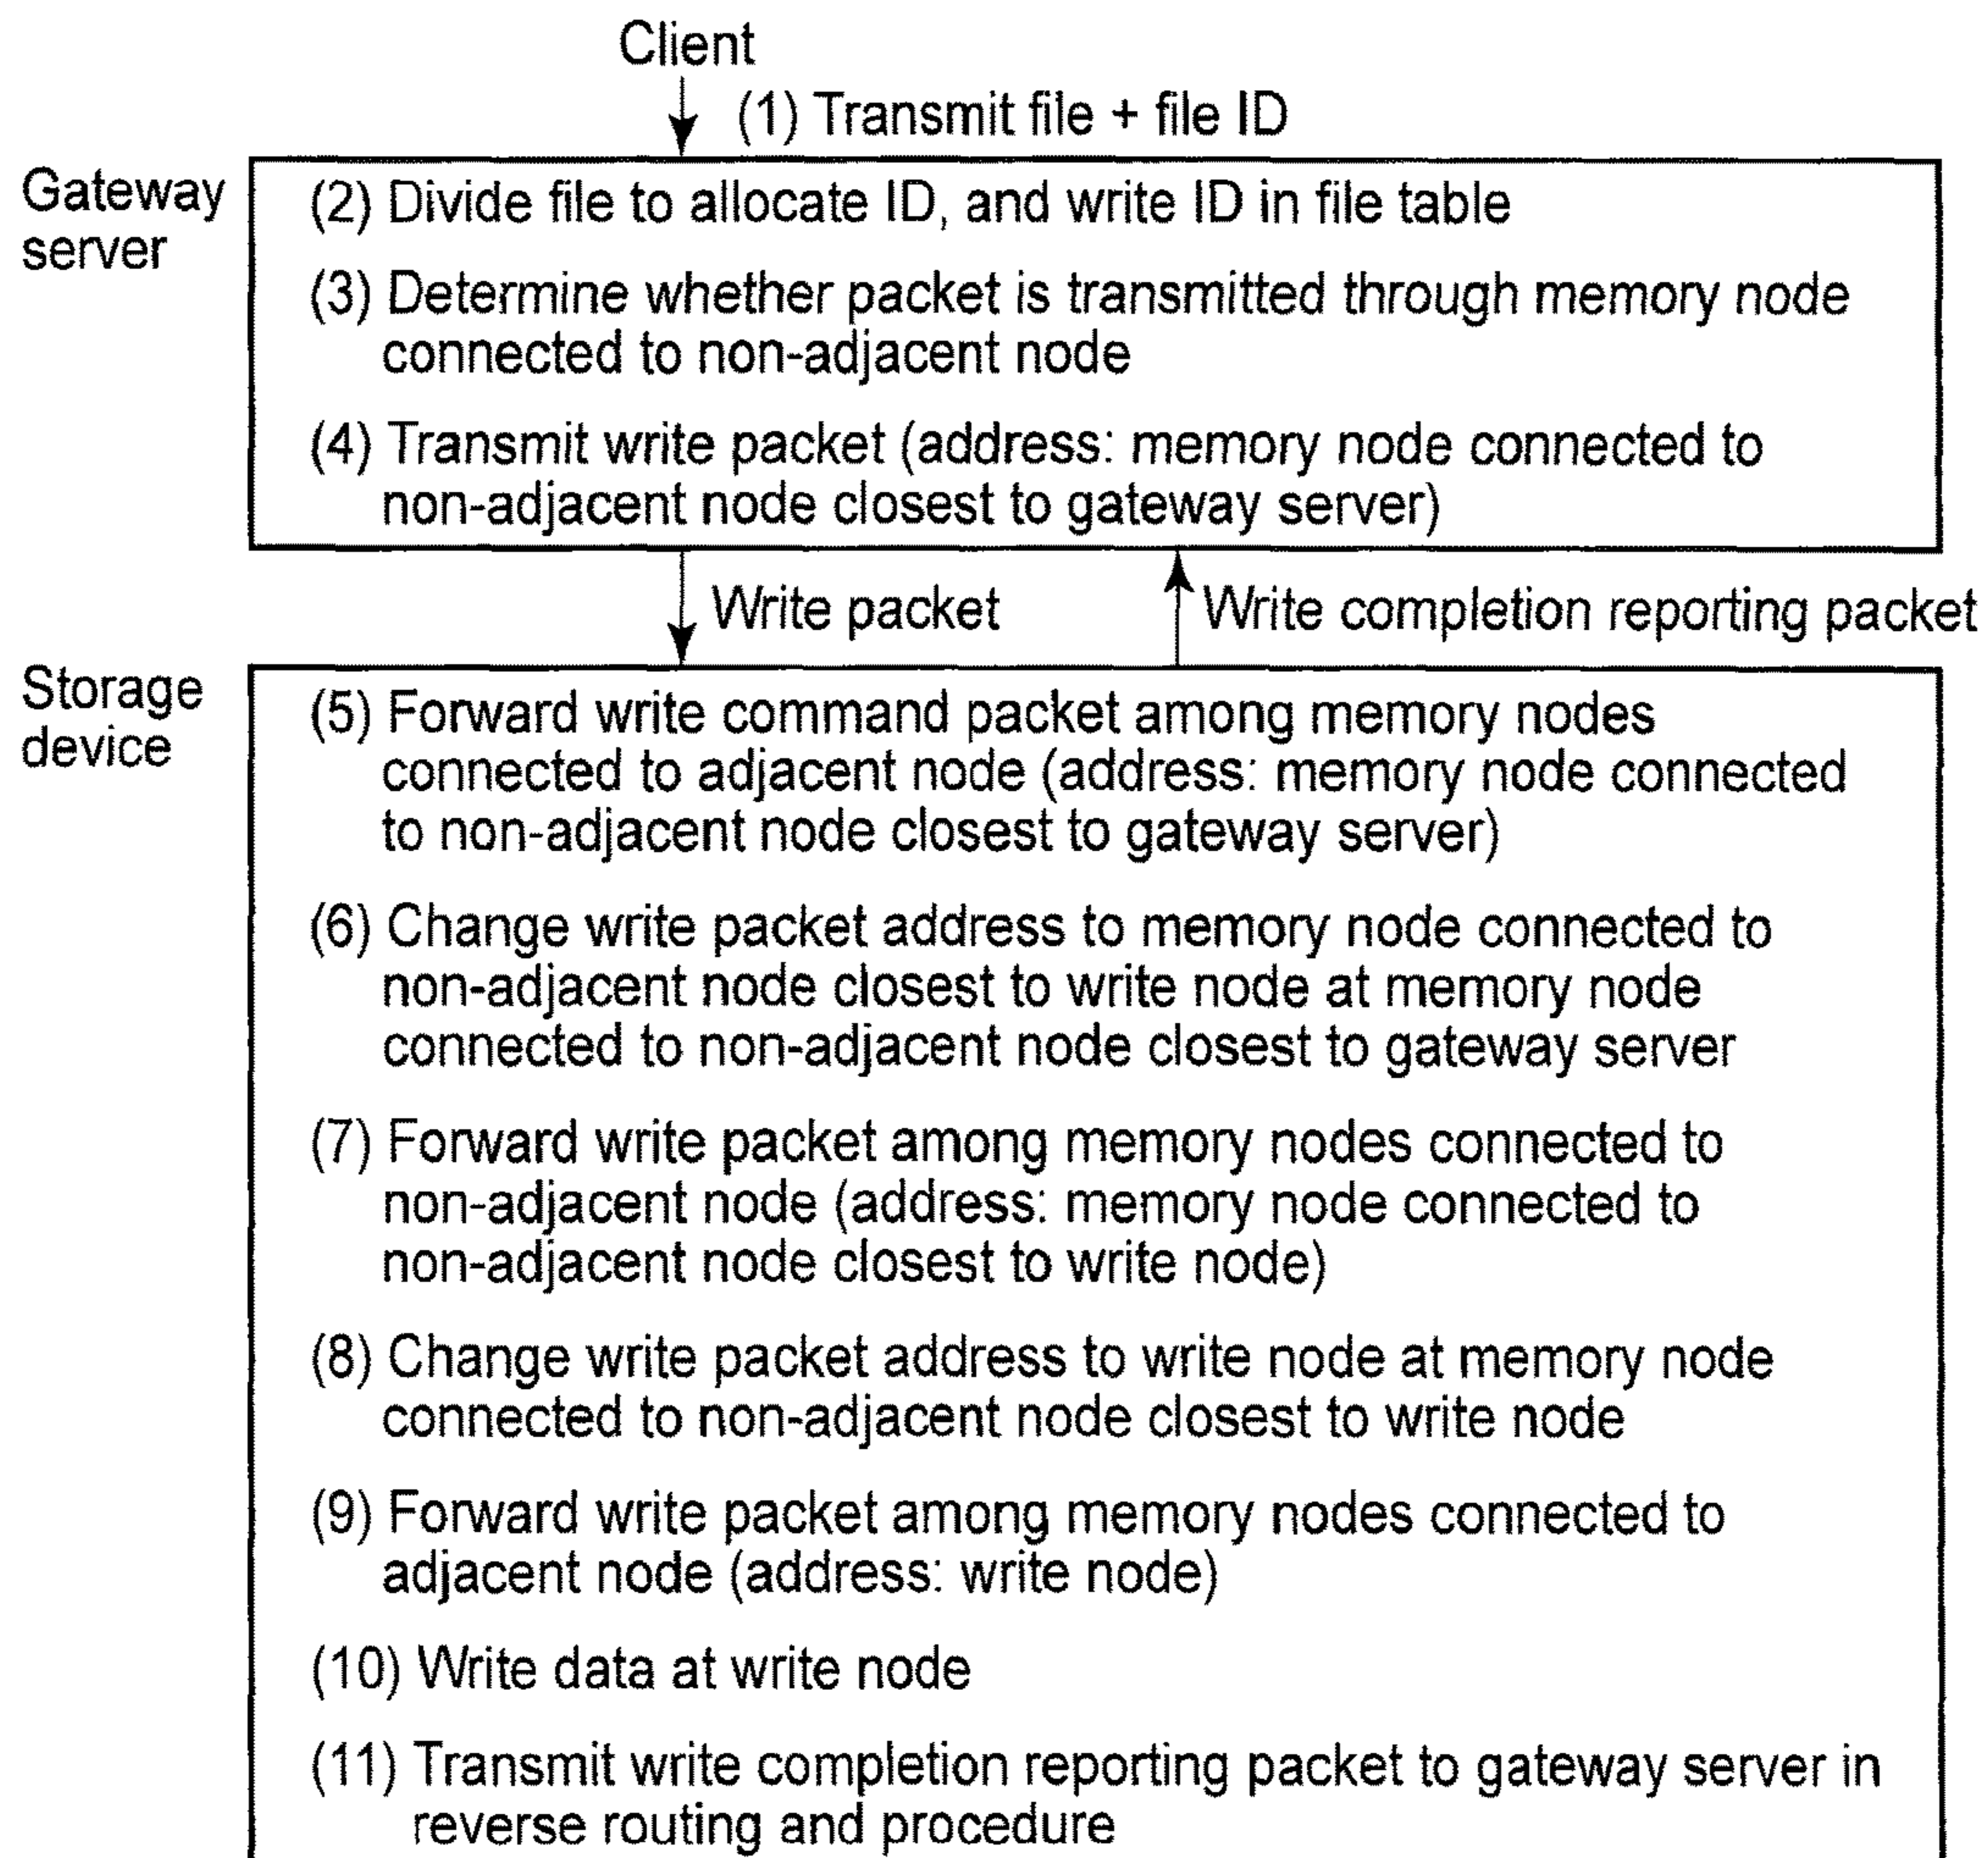 Client
(1) Transmit file + file ID
Gateway
server
(2) Divide file to allocate ID, and write ID in file table
(3) Determine whether packet is transmitted through memory node
connected to non-adjacent node
(4) Transmit write packet (address: memory node connected to
non-adjacent node closest to gateway server)
Write packet
Write completion reporting packet
Storage
device
(5) Forward write command packet among memory nodes
connected to adjacent node (address: memory node connected
to non-adjacent node closest to gateway server)
(6) Change write packet address to memory node connected to
non-adjacent node closest to write node at memory node
connected to non-adjacent node closest to gateway server
(7) Forward write packet among memory nodes connected to
non-adjacent node (address: memory node connected to
non-adjacent node closest to write node)
(8) Change write packet address to write node at memory node
connected to non-adjacent node closest to write node
(9) Forward write packet among memory nodes connected to
adjacent node (address: write node)
(10) Write data at write node
(11) Transmit write completion reporting packet to gateway server in
reverse routing and procedure